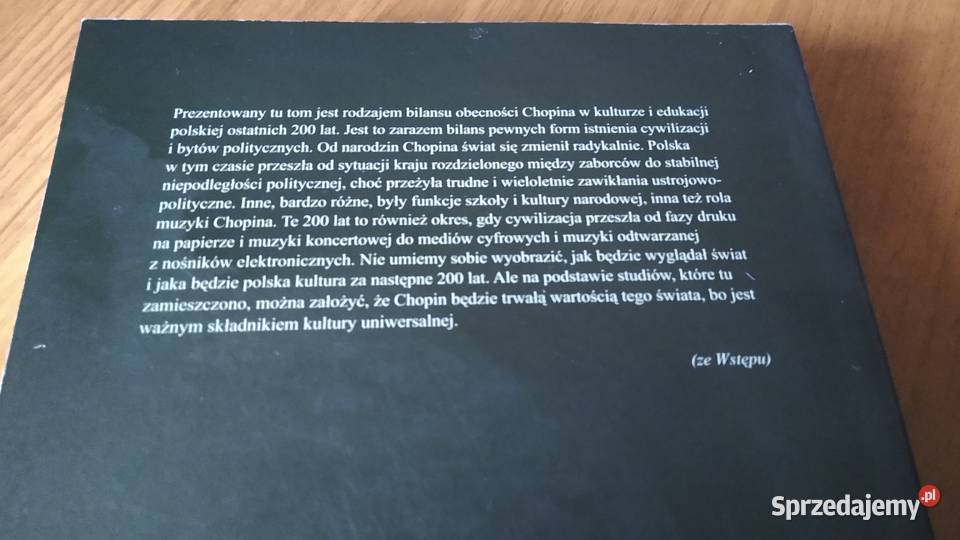 Prezentowany tu tom jest rodzajem bilansu obecności Chopina w kulturze i edukacji
polskiej ostatnich 200 lat. Jest to zarazem bilans pewnych form istnienia cywilizacji
i bytów politycznych. Od narodzin Chopina świat się zmienił radykalnie. Polska
w tym czasie przeszła od sytuacji kraju rozdzielonego między zaborców do stabilnej
niepodległości politycznej, choć przeżyła trudne i wieloletnie zawikłania ustrojowo-
polityczne. Inne, bardzo różne, były funkcje szkoły i kultury narodowej, inna też rola
muzyki Chopina. Te 200 lat to również okres, gdy cywilizacja przeszła od fazy druku
na papierze i muzyki koncertowej do mediów cyfrowych i muzyki odtwarzanej
z nośników elektronicznych. Nie umiemy sobie wyobrazić, jak będzie wyglądał świat
i jaka będzie polska kultura za następne 200 lat. Ale na podstawie studiów, które tu
zamieszczono, można założyć, że Chopin będzie trwałą wartością tego świata, bo jest
ważnym składnikiem kultury uniwersalnej.
(ze Wstępu)
Sprzedajemy.pl